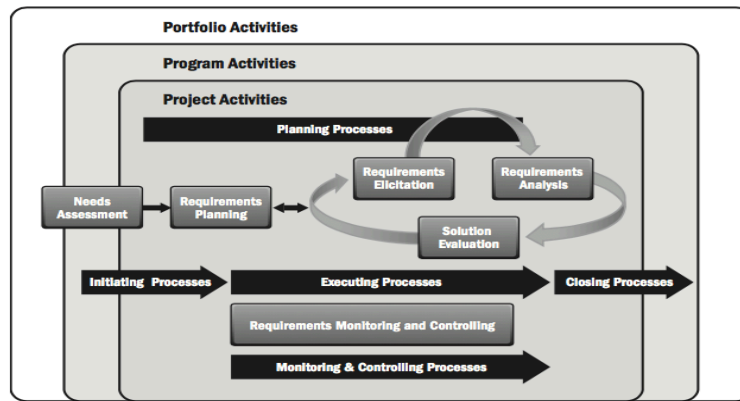 Portfolio Activities
Program Activities
Project Activities
Planning Processes
Requirements
Elicitation
Requirements
Analysis
Needs
Assessment
Requirements
Planning
Solution
Evaluation
Initiating Processes
Executing Processes
Closing Processes
Requirements Monitoring and Controlling
Monitoring & Controlling Processes